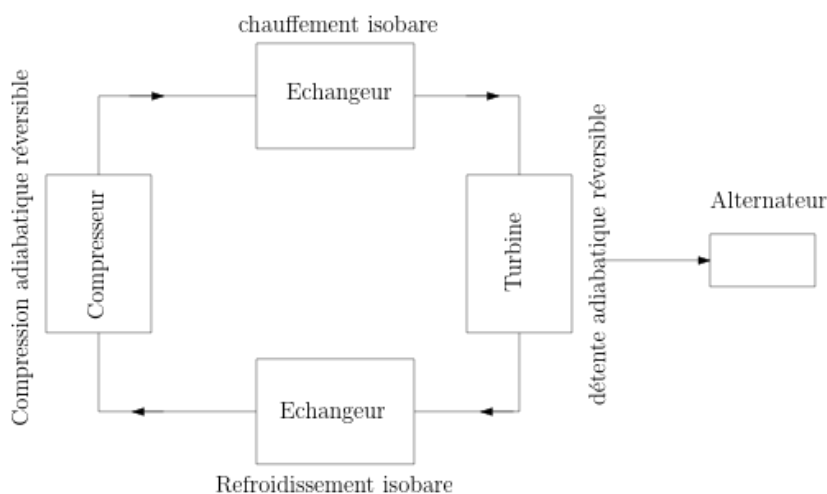 chauffement isobare
Echangeur
Compression adiabatique réversible
Compresseur
Turbine
détente adiabatique réversible
Alternateur
Echangeur
Refroidissement isobare